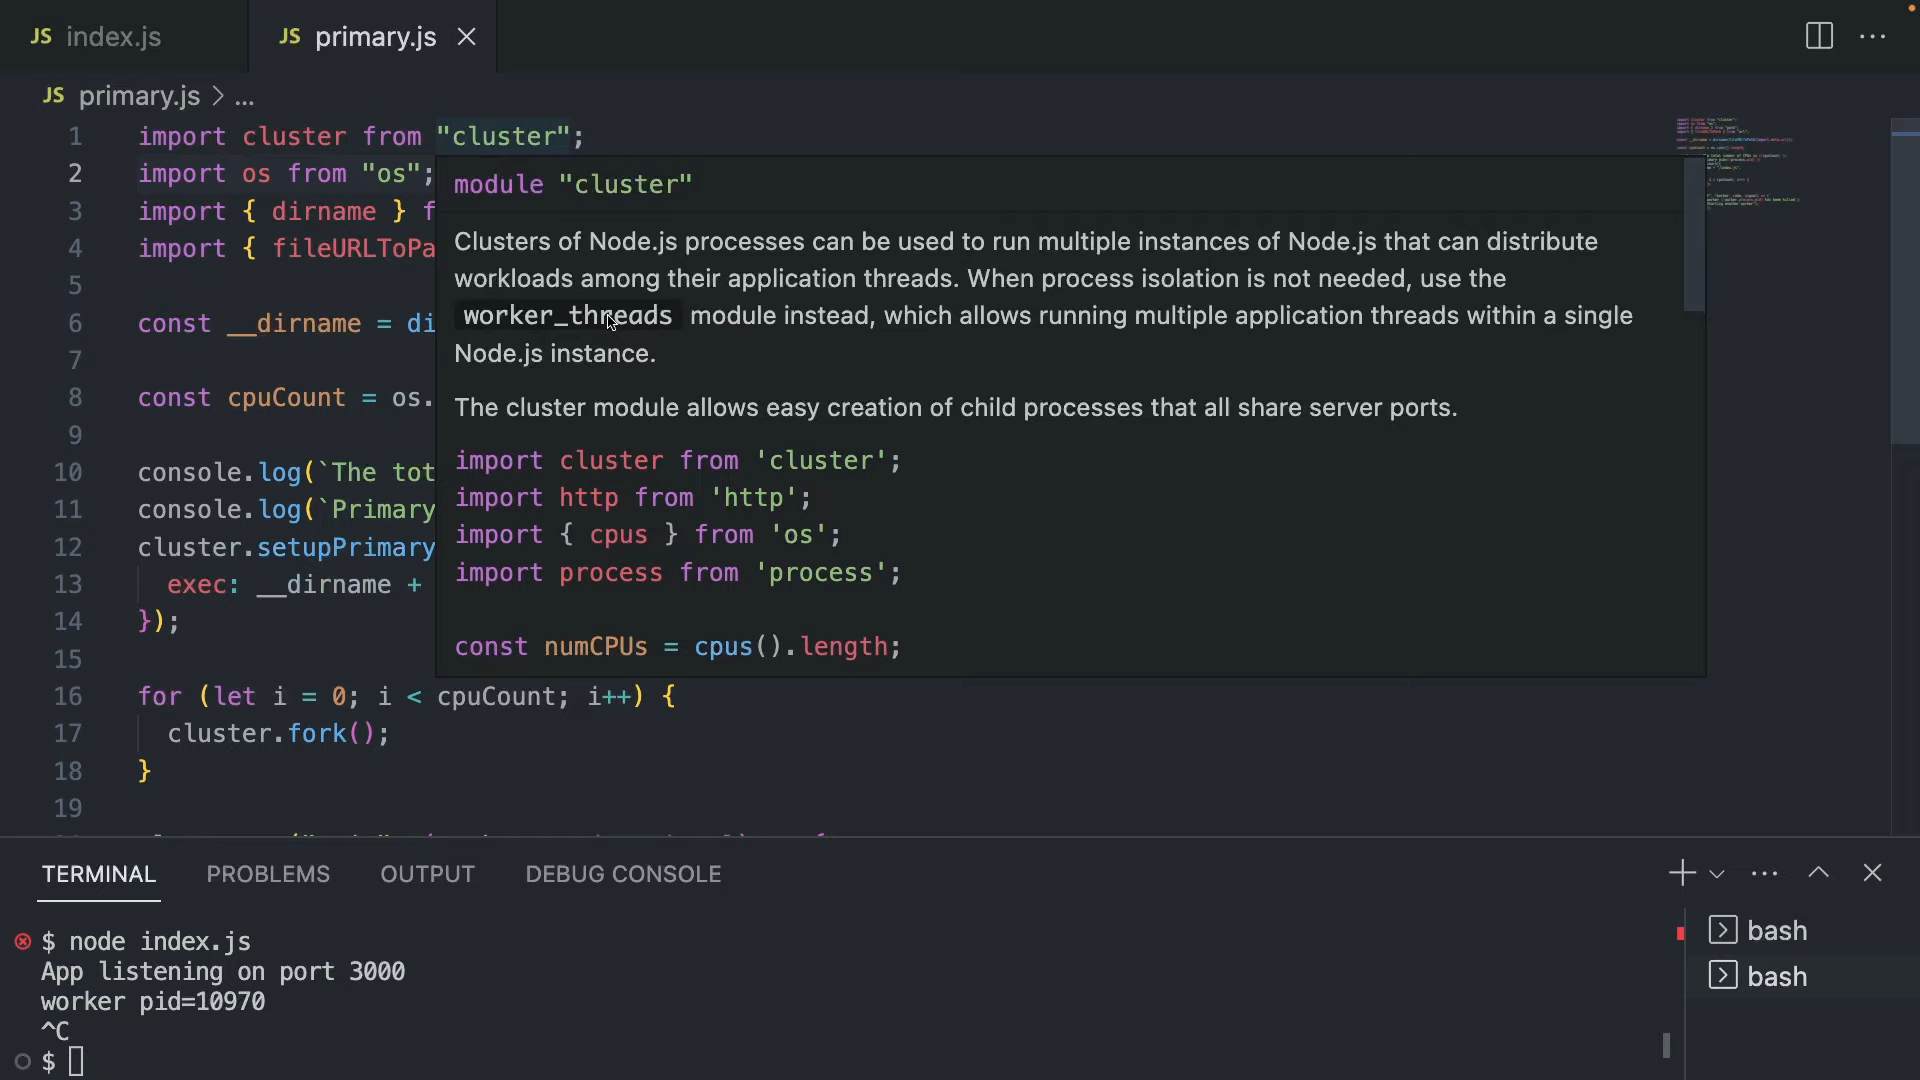 JS index.js
JS primary.js
JS primary.js > ...
1 import cluster from "cluster";
2 import os from "os";
3 import { dirname } f
4 import { fileURLToPa
5
6 const __dirname = di
7
8 const cpuCount = os.
9
10 console.log(`The tot
11 console.log(`Primary
12 cluster.setupPrimary
13 exec: __dirname +
14 });
15
16 for (let i = 0; i < cpuCount; i++) {
17 cluster.fork();
18 }
19
module "cluster"
Clusters of Node.js processes can be used to run multiple instances of Node.js that can distribute
workloads among their application threads. When process isolation is not needed, use the
worker_threads module instead, which allows running multiple application threads within a single
Node.js instance.
The cluster module allows easy creation of child processes that all share server ports.
import cluster from 'cluster';
import http from 'http';
import { cpus } from 'os';
import process from 'process';
const numCPUs = cpus().length;
TERMINAL PROBLEMS OUTPUT DEBUG CONSOLE
$ node index.js
App listening on port 3000
worker pid=10970
^C
$
bash
bash